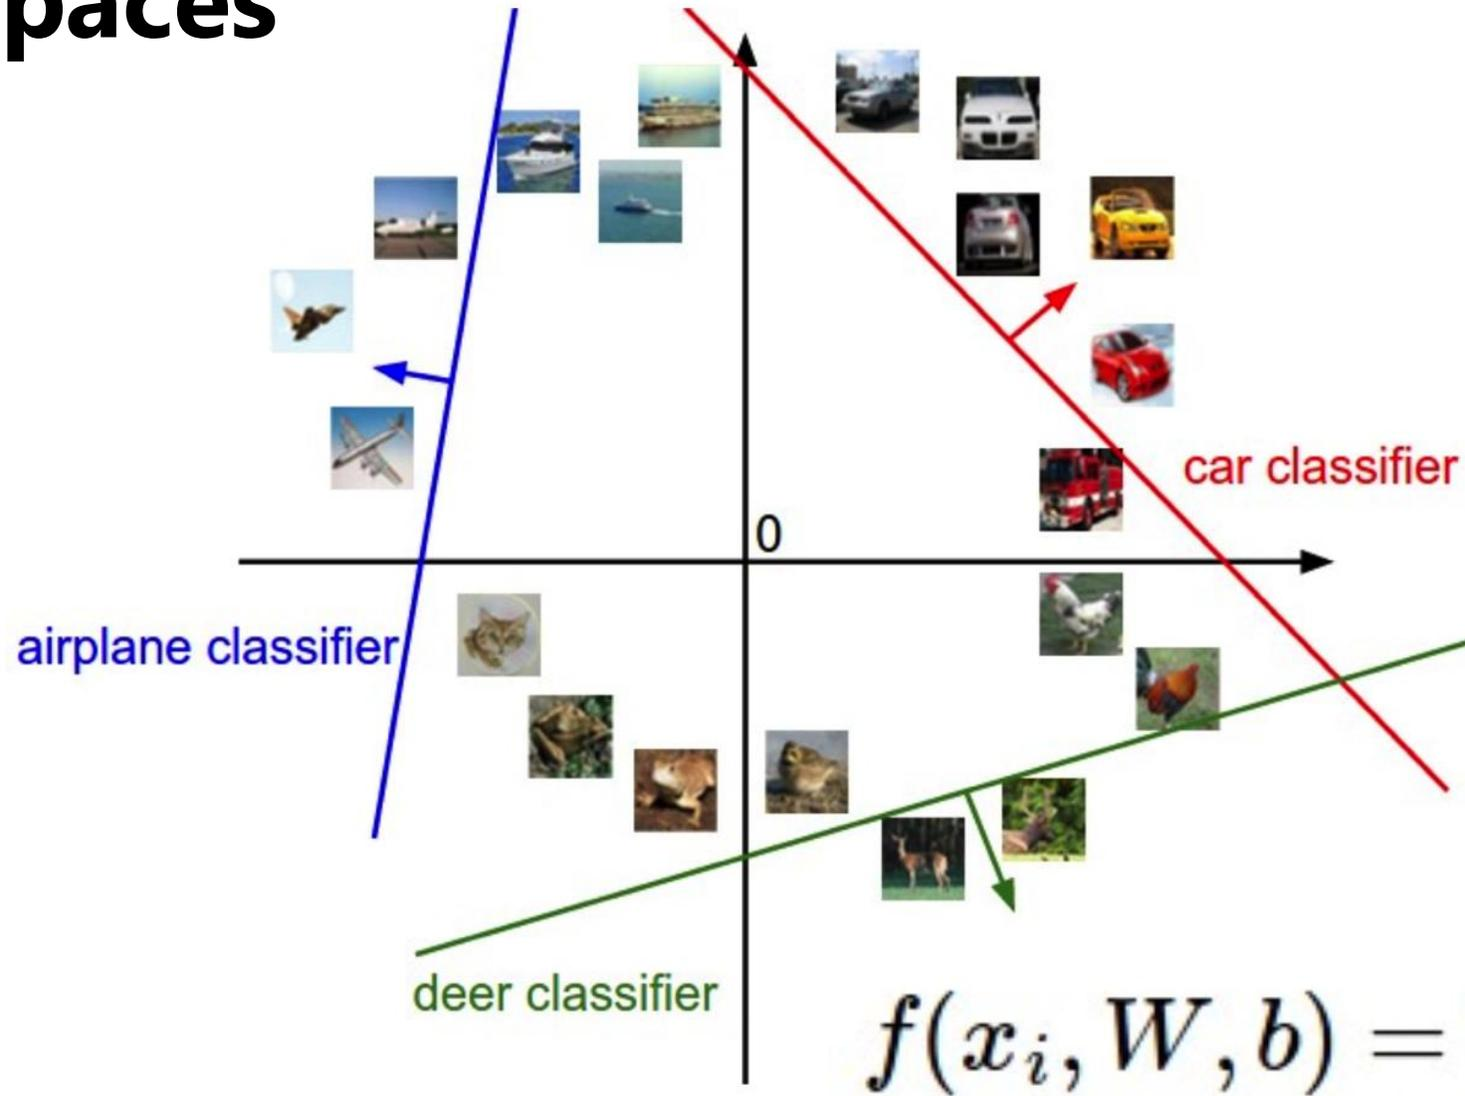 paces
0
car classifier
airplane classifier
deer classifier
f(x_i, W, b) =